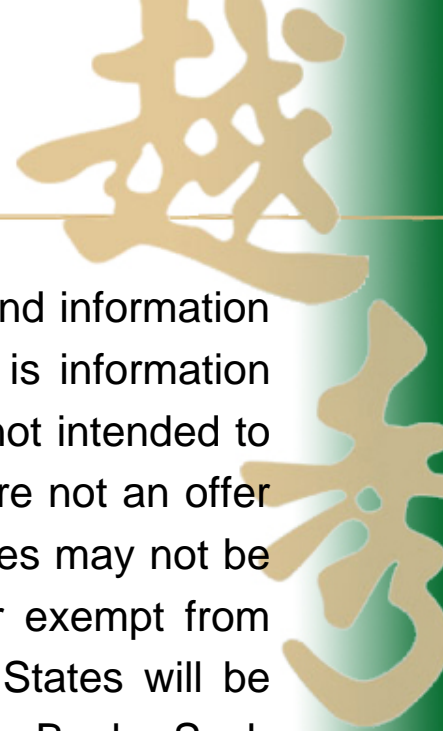 越秀
nd information
is information
not intended to
re not an offer
es may not be
r exempt from
States will be